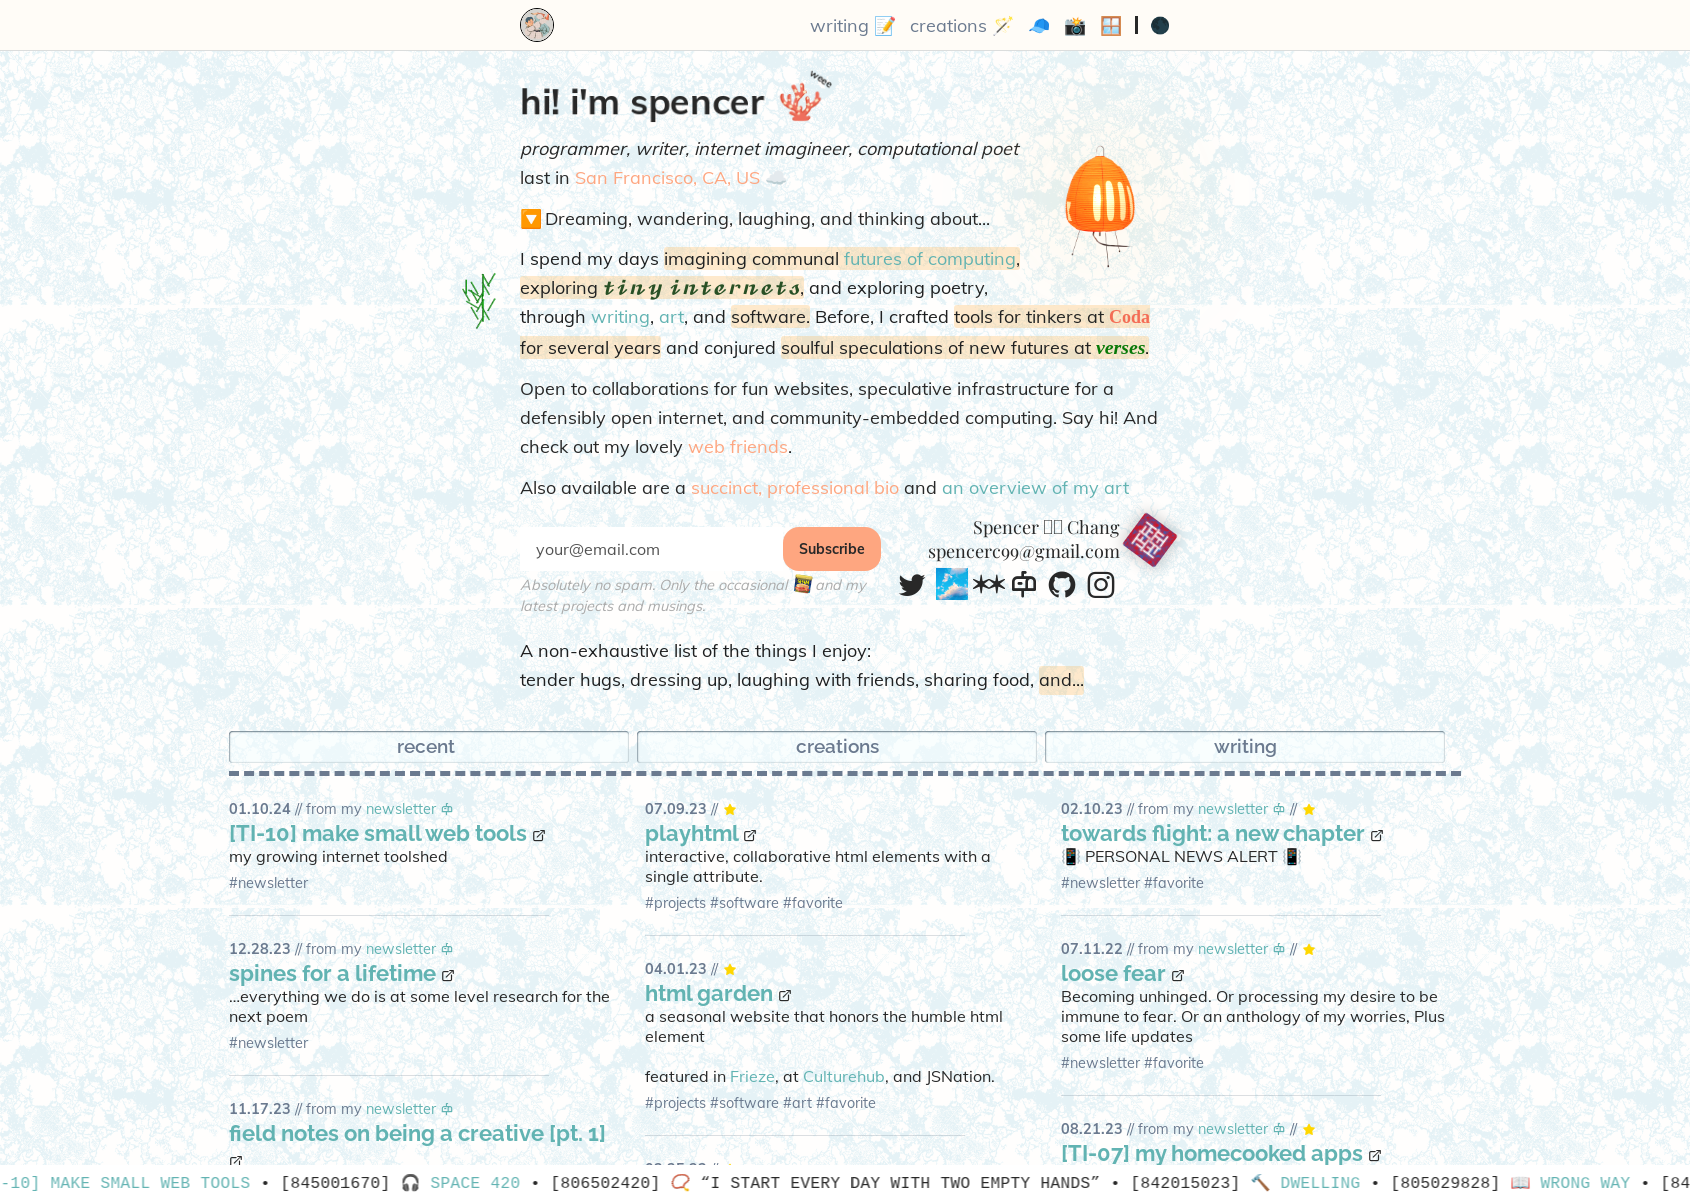 writing 📝 creations 🪄 🧢 📸 🪟 | 🌑
hi! i'm spencer
weee
programmer, writer, internet imagineer, computational poet
last in San Francisco, CA, US ☁️
🔽 Dreaming, wandering, laughing, and thinking about...
I spend my days imagining communal futures of computing,
exploring tiny internets, and exploring poetry,
through writing, art, and software. Before, I crafted tools for tinkers at Coda
for several years and conjured soulful speculations of new futures at verses.
Open to collaborations for fun websites, speculative infrastructure for a
defensibly open internet, and community-embedded computing. Say hi! And
check out my lovely web friends.
Also available are a succinct, professional bio and an overview of my art
your@email.com
Subscribe
Absolutely no spam. Only the occasional and my
latest projects and musings.
Spencer Chang
spencerc99@gmail.com
A non-exhaustive list of the things I enjoy:
tender hugs, dressing up, laughing with friends, sharing food, and...
recent
creations
writing
01.10.24 // from my newsletter
[TI-10] make small web tools
my growing internet toolshed
#newsletter
12.28.23 // from my newsletter
spines for a lifetime
...everything we do is at some level research for the
next poem
#newsletter
11.17.23 // from my newsletter
field notes on being a creative [pt. 1]
07.09.23 // ⭐
playhtml
interactive, collaborative html elements with a
single attribute.
#projects #software #favorite
04.01.23 // ⭐
html garden
a seasonal website that honors the humble html
element
featured in Frieze, at Culturehub, and JSNation.
#projects #software #art #favorite
02.10.23 // from my newsletter // ⭐
towards flight: a new chapter
📳 PERSONAL NEWS ALERT 📳
#newsletter #favorite
07.11.22 // from my newsletter // ⭐
loose fear
Becoming unhinged. Or processing my desire to be
immune to fear. Or an anthology of my worries, Plus
some life updates
#newsletter #favorite
08.21.23 // from my newsletter // ⭐
[TI-07] my homecooked apps
-10] MAKE SMALL WEB TOOLS • [845001670] 🎧 SPACE 420 • [806502420] 📿 “I START EVERY DAY WITH TWO EMPTY HANDS” • [842015023] 🔨 DWELLING • [805029828] 📖 WRONG WAY • [84